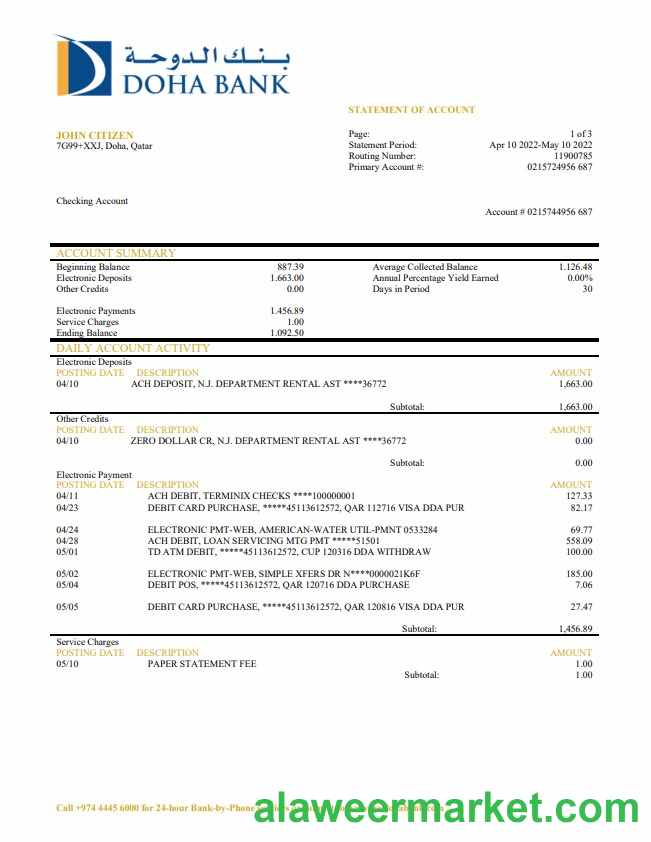 بنك الدوحة
DOHA BANK
STATEMENT OF ACCOUNT
JOHN CITIZEN
7G99+XXJ, Doha, Qatar
Page: 1 of 3
Statement Period: Apr 10 2022-May 10 2022
Routing Number: 11900785
Primary Account #: 0215724956 687
Checking Account
Account # 0215744956 687
ACCOUNT SUMMARY
Beginning Balance 887.39 Average Collected Balance 1.126.48
Electronic Deposits 1.663.00 Annual Percentage Yield Earned 0.00%
Other Credits 0.00 Days in Period 30
Electronic Payments 1.456.89
Service Charges 1.00
Ending Balance 1.092.50
DAILY ACCOUNT ACTIVITY
Electronic Deposits
POSTING DATE DESCRIPTION AMOUNT
04/10 ACH DEPOSIT, N.J. DEPARTMENT RENTAL AST ****36772 1,663.00
Subtotal: 1,663.00
Other Credits
POSTING DATE DESCRIPTION AMOUNT
04/10 ZERO DOLLAR CR, N.J. DEPARTMENT RENTAL AST ****36772 0.00
Subtotal: 0.00
Electronic Payment
POSTING DATE DESCRIPTION AMOUNT
04/11 ACH DEBIT, TERMINIX CHECKS ****100000001 127.33
04/23 DEBIT CARD PURCHASE, *****45113612572, QAR 112716 VISA DDA PUR 82.17
04/24 ELECTRONIC PMT-WEB, AMERICAN-WATER UTIL-PMNT 0533284 69.77
04/28 ACH DEBIT, LOAN SERVICING MTG PMT *****51501 558.09
05/01 TD ATM DEBIT, *****45113612572, CUP 120316 DDA WITHDRAW 100.00
05/02 ELECTRONIC PMT-WEB, SIMPLE XFERS DR N****0000021K6F 185.00
05/04 DEBIT POS, *****45113612572, QAR 120716 DDA PURCHASE 7.06
05/05 DEBIT CARD PURCHASE, *****45113612572, QAR 120816 VISA DDA PUR 27.47
Subtotal: 1,456.89
Service Charges
POSTING DATE DESCRIPTION AMOUNT
05/10 PAPER STATEMENT FEE 1.00
Subtotal: 1.00
Call +974 4445 6000 for 24-hour Bank-by-Phone
alaweermarket.com